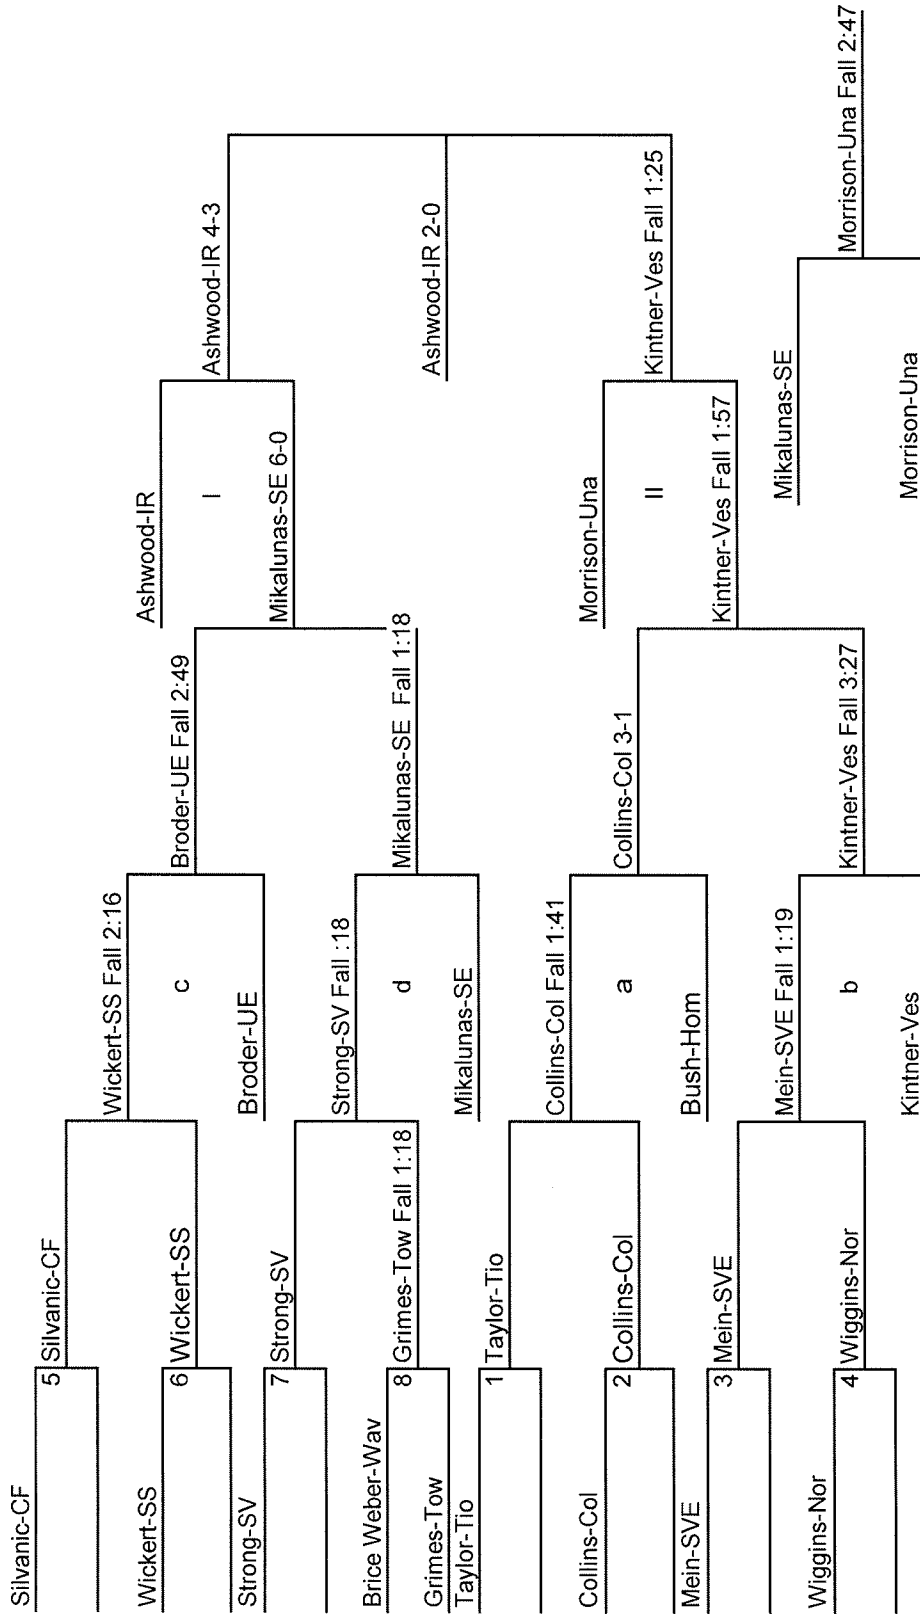 Silvanic-CF
5
Silvanic-CF
Wickert-SS Fall 2:16
Wickert-SS
6
Wickert-SS
c
Broder-UE Fall 2:49
Broder-UE
Strong-SV
7
Strong-SV
Strong-SV Fall :18
Brice Weber-Wav
8
Grimes-Tow Fall 1:18
Grimes-Tow
d
Mikalunas-SE Fall 1:18
Mikalunas-SE
Ashwood-IR
I
Mikalunas-SE 6-0
Ashwood-IR 4-3
Ashwood-IR 2-0
Taylor-Tio
1
Taylor-Tio
Collins-Col Fall 1:41
Collins-Col
2
Collins-Col
a
Collins-Col 3-1
Bush-Hom
Mein-SVE
3
Mein-SVE
Mein-SVE Fall 1:19
Wiggins-Nor
4
Wiggins-Nor
b
Kintner-Ves Fall 3:27
Kintner-Ves
Morrison-Una
II
Kintner-Ves Fall 1:57
Kintner-Ves Fall 1:25
Mikalunas-SE
Morrison-Una Fall 2:47
Morrison-Una